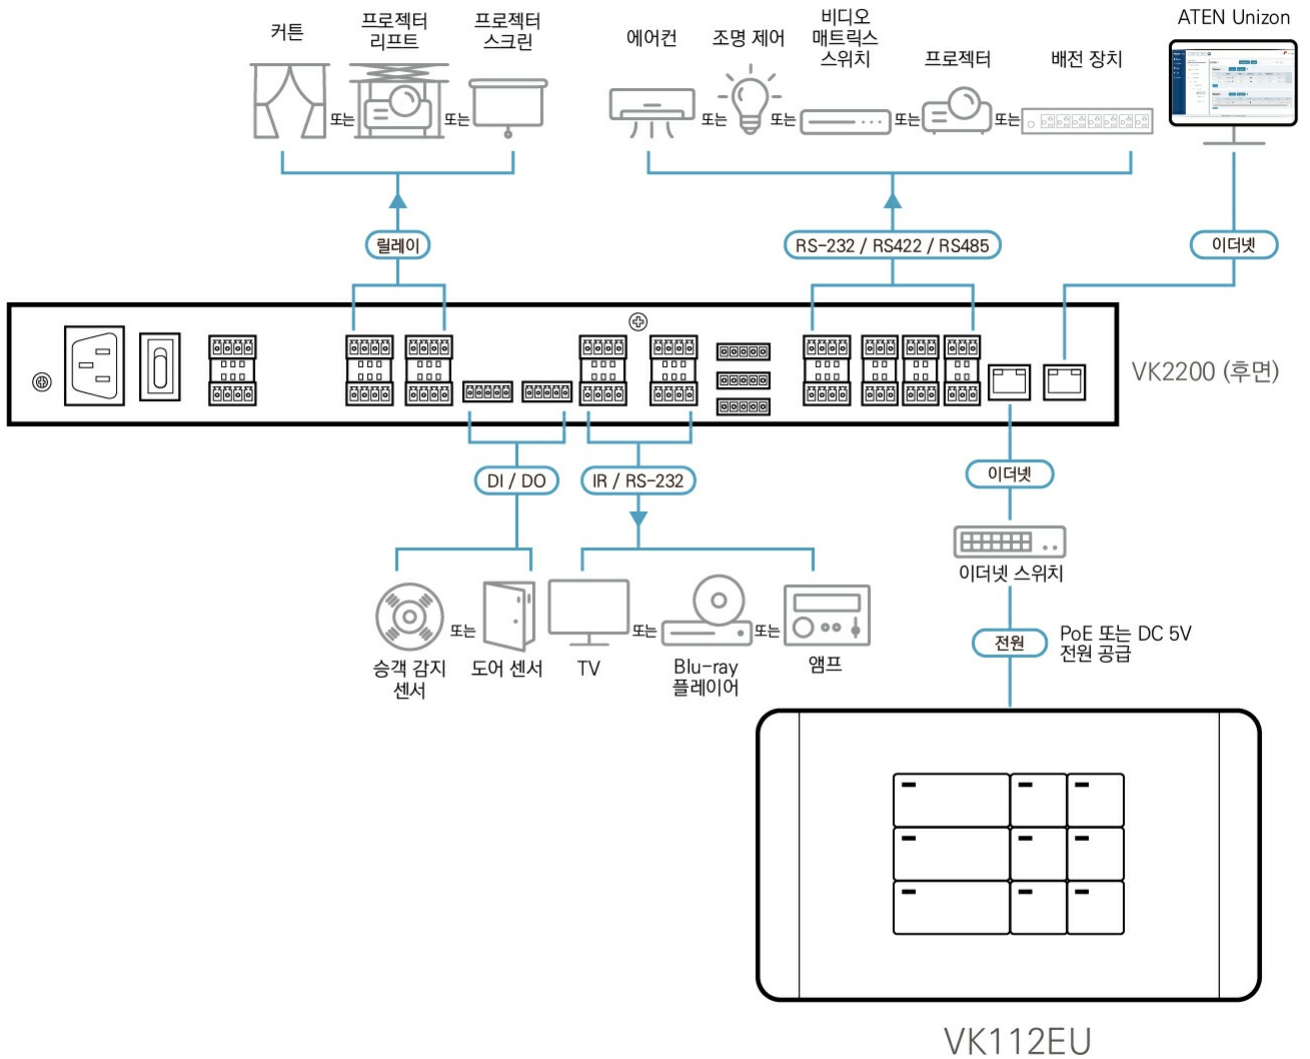 커튼
프로젝터
리프트
프로젝터
스크린
에어컨
조명 제어
비디오
매트릭스
스위치
프로젝터
배전 장치
ATEN Unizon
또는
또는
또는
또는
또는
또는
릴레이
RS-232 / RS422 / RS485
이더넷
VK2200 (후면)
DI / DO
IR / RS-232
이더넷
이더넷 스위치
또는
또는
또는
승객 감지
센서
도어 센서
TV
Blu-ray
플레이어
앰프
전원
PoE 또는 DC 5V
전원 공급
VK112EU